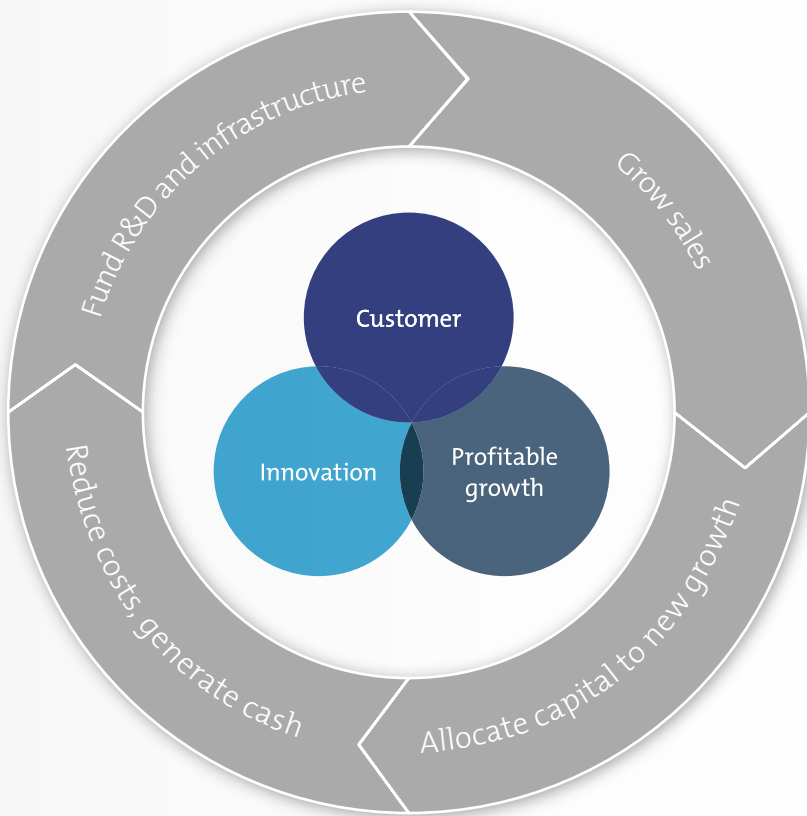 Fund R&D and infrastructure
Grow sales
Customer
Innovation
Profitable
growth
Reduce costs, generate cash
Allocate capital to new growth